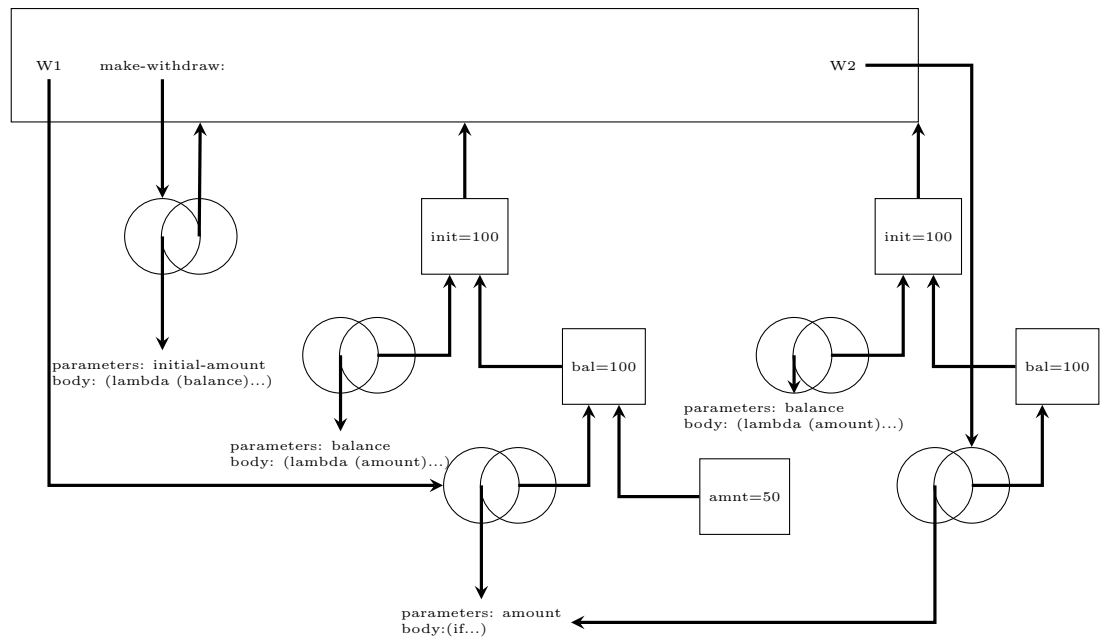 W1 make-withdraw: W2
init=100 init=100
parameters: initial-amount
body: (lambda (balance)...)
bal=100 bal=100
parameters: balance
body: (lambda (amount)...)
parameters: balance
body: (lambda (amount)...)
amnt=50
parameters: amount
body:(if...)